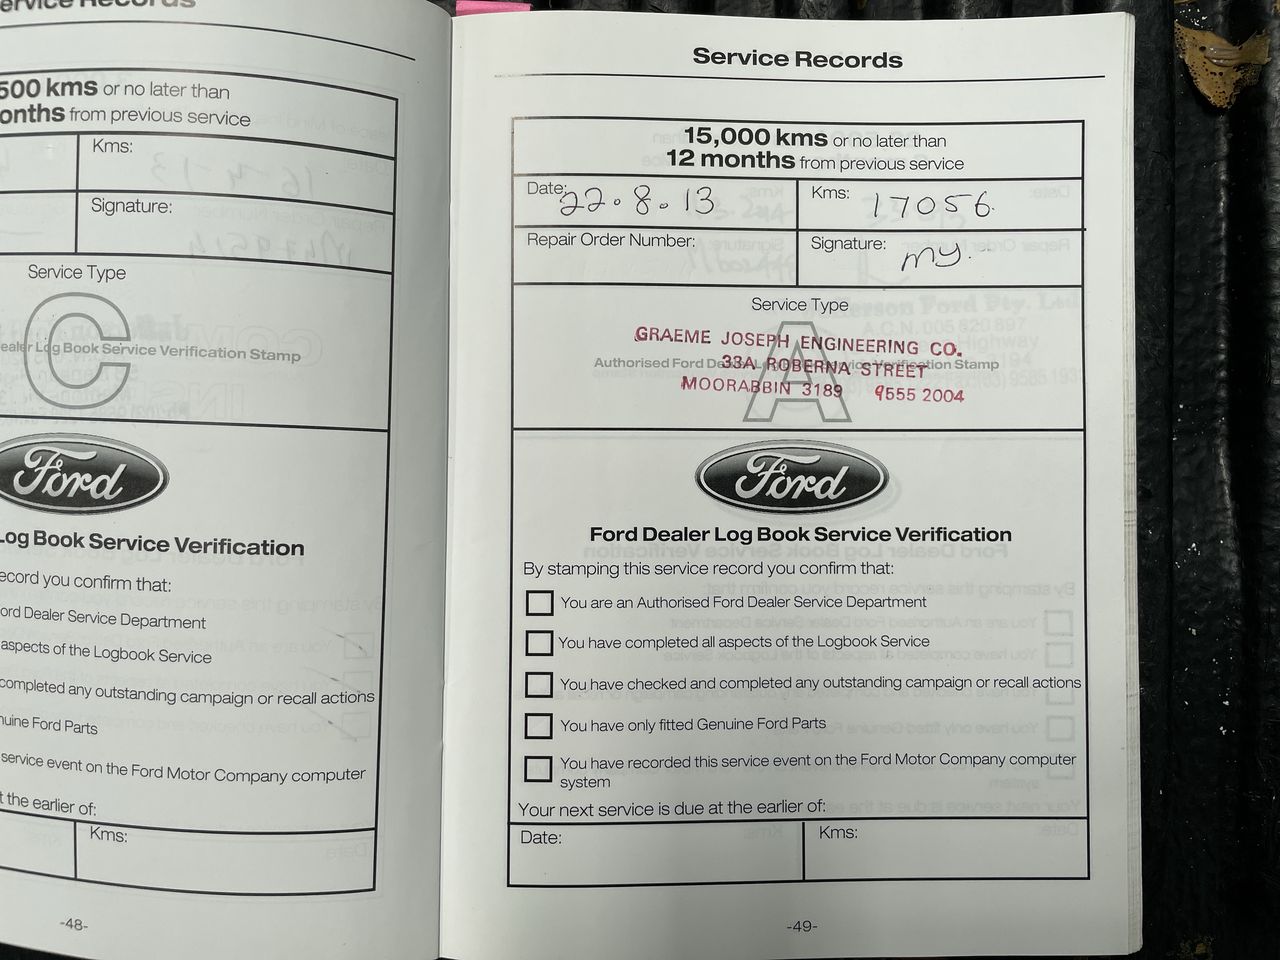 ervice Records
500 kms or no later than
onths from previous service
Kms:
Signature:
Service Type
C
ealer Log Book Service Verification Stamp
Ford
Log Book Service Verification
ecord you confirm that:
ord Dealer Service Department
aspects of the Logbook Service
completed any outstanding campaign or recall actions
nuine Ford Parts
service event on the Ford Motor Company computer
t the earlier of:
Kms:
-48-
Service Records
15,000 kms or no later than
12 months from previous service
Date: 22.8.13
Kms: 17056.
Repair Order Number:
Signature: my.
Service Type
A
GRAEME JOSEPH ENGINEERING CO.
Authorised Ford Service Verification Stamp
33A ROBERNA STREET
MOORABBIN 3189 9555 2004
Ford
Ford Dealer Log Book Service Verification
By stamping this service record you confirm that:
You are an Authorised Ford Dealer Service Department
You have completed all aspects of the Logbook Service
You have checked and completed any outstanding campaign or recall actions
You have only fitted Genuine Ford Parts
You have recorded this service event on the Ford Motor Company computer
system
Your next service is due at the earlier of:
Date:
Kms:
-49-